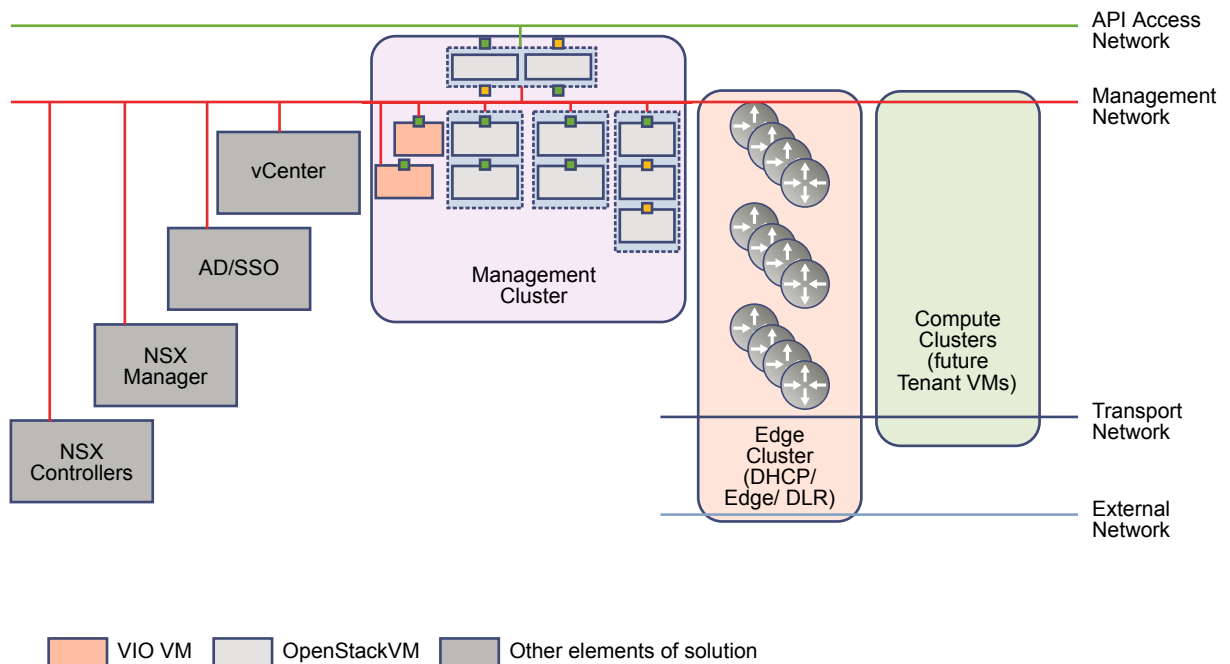 API Access
Network
Management
Network
vCenter
AD/SSO
NSX
Manager
NSX
Controllers
Management
Cluster
Compute
Clusters
(future
Tenant VMs)
Edge
Cluster
(DHCP/
Edge/ DLR)
Transport
Network
External
Network
VIO VM
OpenStackVM
Other elements of solution